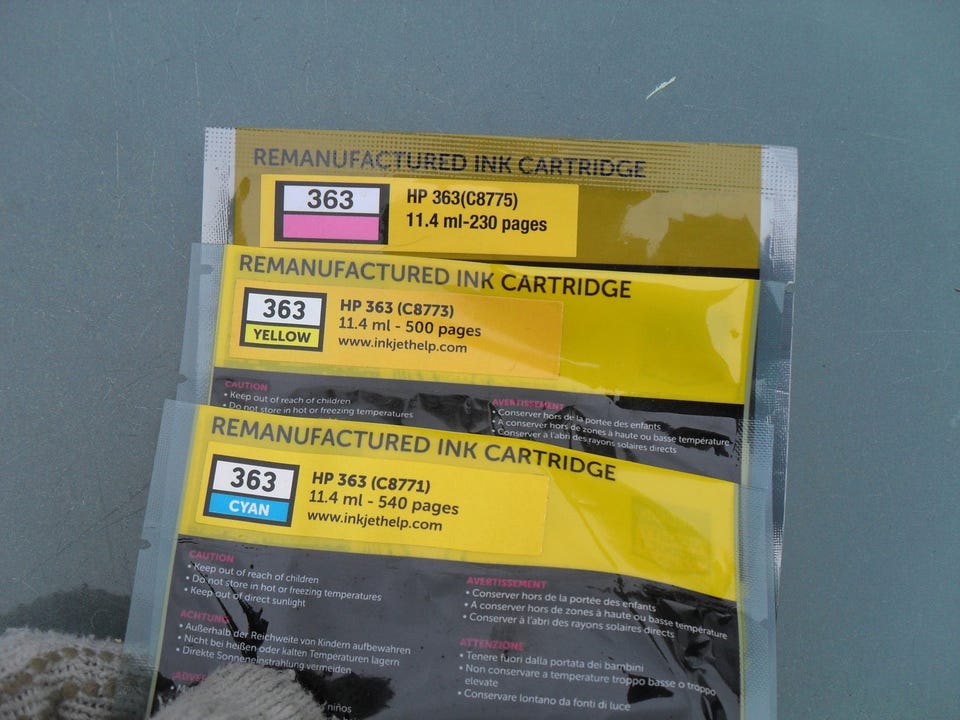 REMANUFACTURED INK CARTRIDGE
363
HP 363(C8775)
11.4 ml-230 pages
REMANUFACTURED INK CARTRIDGE
363
YELLOW
HP 363 (C8773)
11.4 ml - 500 pages
www.inkjethelp.com
CAUTION
• Keep out of reach of children
• Do not store in hot or freezing temperatures
AVERTISSEMENT
• Conserver hors de la portée des enfants
• A conserver hors de zones à haute ou basse température
• Conserver à l'abri des rayons solaires directs
REMANUFACTURED INK CARTRIDGE
363
CYAN
HP 363 (C8771)
11.4 ml - 540 pages
www.inkjethelp.com
CAUTION
• Keep out of reach of children
• Do not store in hot or freezing temperatures
• Keep out of direct sunlight
ACHTUNG
• Außerhalb der Reichweite von Kindern aufbewahren
• Nicht bei heißen oder kalten Temperaturen lagern
• Direkte Sonneneinstrahlung vermeiden
AVERTISSEMENT
• Conserver hors de la portée des enfants
• A conserver hors de zones à haute ou basse température
• Conserver à l'abri des rayons solaires directs
ATTENZIONE
• Tenere fuori dalla portata dei bambini
• Non conservare a temperature troppo basse o troppo
elevate
• Conservare lontano da fonti di luce
niños